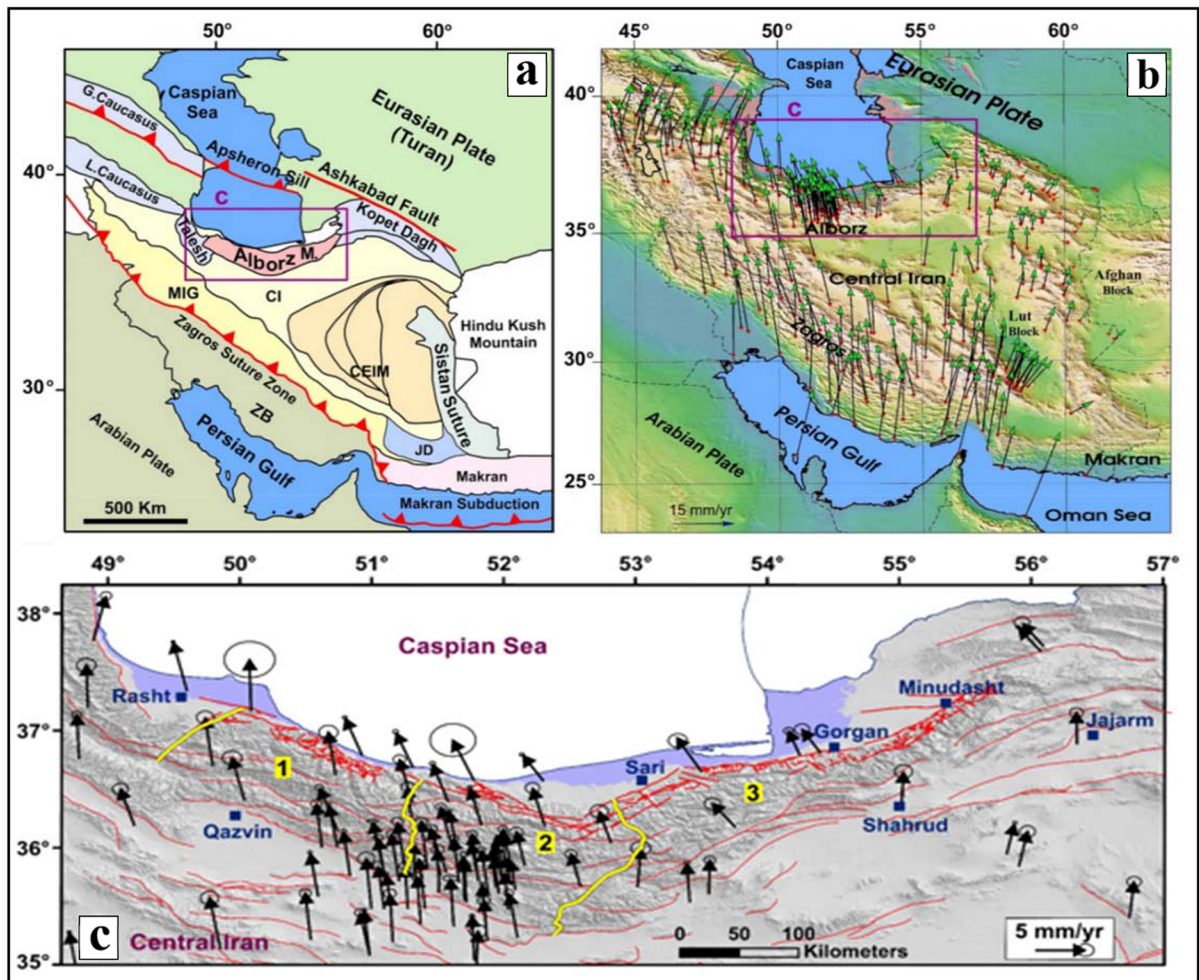 50°
60°
a
G.Caucasus
Caspian
Sea
Eurasian Plate
(Turan)
40°
Apsheron Sill
Ashkabad Fault
L.Caucasus
C
Kopet Dagh
Talesh
Alborz M.
MIG
CI
Hindu Kush
Mountain
Zagros Suture Zone
CEIM
Sistan Suture
30°
ZB
Arabian Plate
Persian Gulf
JD
Makran
500 Km
Makran Subduction
45°
50°
55°
60°
b
Caspian
Sea
Eurasian Plate
40°
C
35°
Alborz
Central Iran
Afghan
Block
Lut
Block
Zagros
30°
Persian Gulf
Arabian Plate
Makran
25°
15 mm/yr
Oman Sea
49°
50°
51°
52°
53°
54°
55°
56°
57°
38°
Caspian Sea
Rasht
Minudasht
37°
Gorgan
Jajarm
1
Sari
3
Qazvin
2
Shahrud
36°
c
Central Iran
0
50
100
Kilometers
5 mm/yr
35°